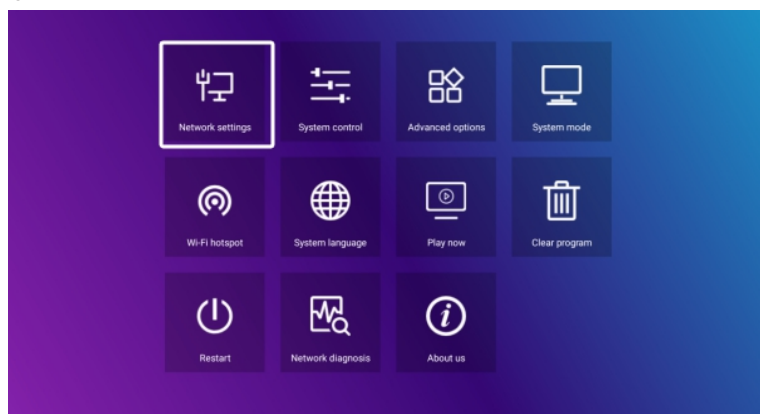 Network settings
System control
Advanced options
System mode
Wi-Fi hotspot
System language
Play now
Clear program
Restart
Network diagnosis
About us